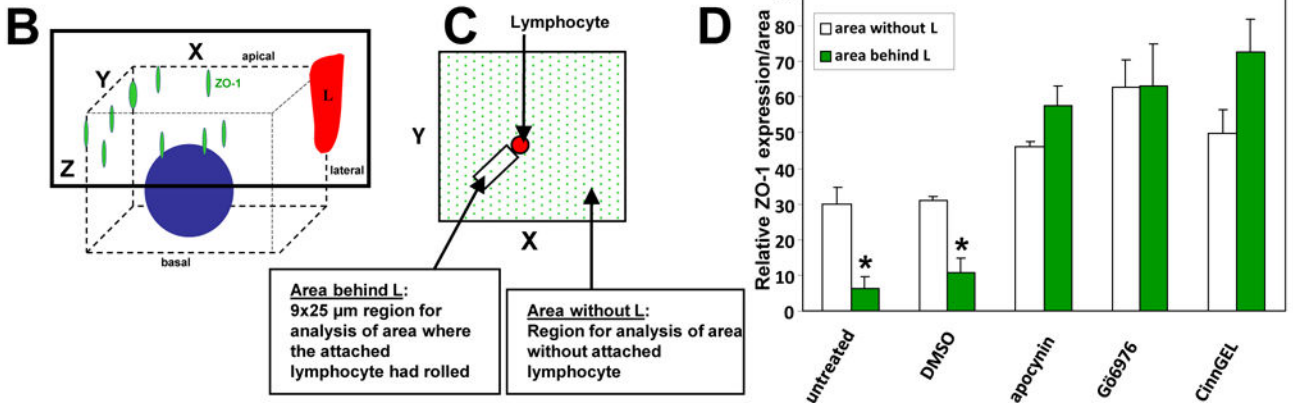 B
X
apical
Y
ZO-1
L
Z
lateral
basal
C
Lymphocyte
Y
X
Area behind L:
9x25 µm region for
analysis of area where
the attached
lymphocyte had rolled
Area without L:
Region for analysis of area
without attached
lymphocyte
D
Relative ZO-1 expression/area
area without L
area behind L
80
70
60
50
40
30
20
10
0
*
*
untreated
DMSO
apocynin
Gö6976
CinnGEL